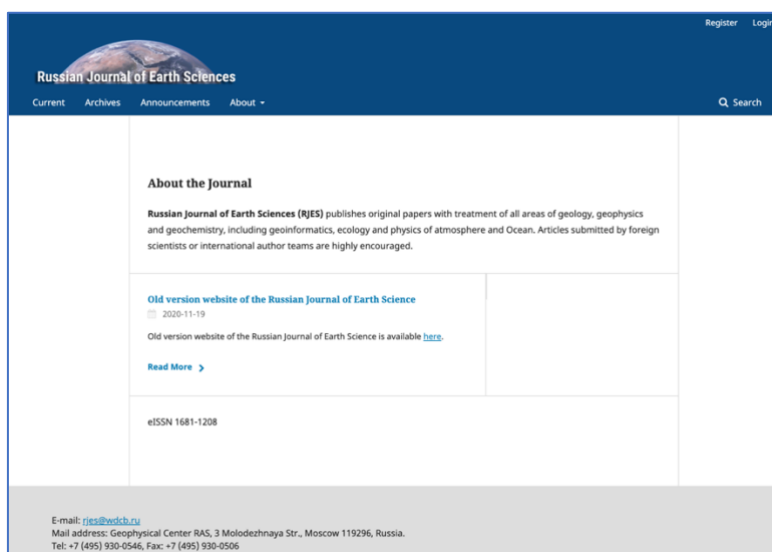 Register Login
Russian Journal of Earth Sciences
Current Archives Announcements About
Search
About the Journal
Russian Journal of Earth Sciences (RJES) publishes original papers with treatment of all areas of geology, geophysics
and geochemistry, including geoinformatics, ecology and physics of atmosphere and Ocean. Articles submitted by foreign
scientists or international author teams are highly encouraged.
Old version website of the Russian Journal of Earth Science
2020-11-19
Old version website of the Russian Journal of Earth Science is available here.
Read More
eISSN 1681-1208
E-mail: rjes@wdcb.ru
Mail address: Geophysical Center RAS, 3 Molodezhnaya Str., Moscow 119296, Russia.
Tel: +7 (495) 930-0546, Fax: +7 (495) 930-0506